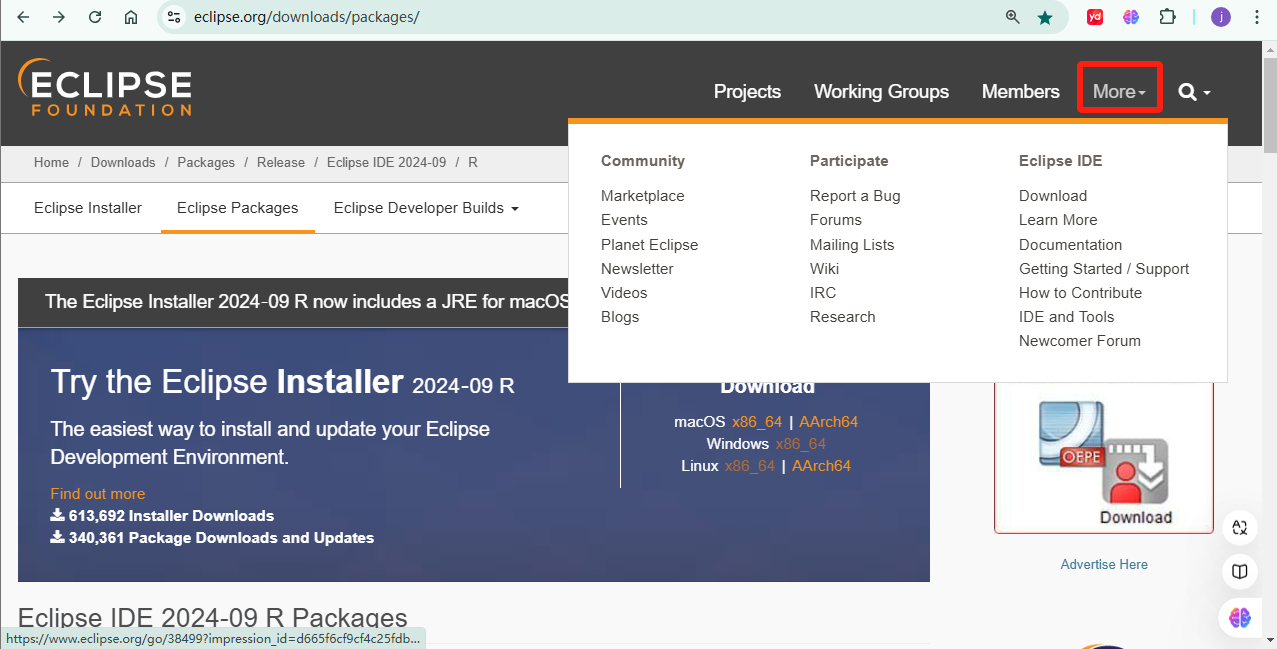 eclipse.org/downloads/packages/
yd
j
ECLIPSE
FOUNDATION
Projects
Working Groups
Members
More
Home / Downloads / Packages / Release / Eclipse IDE 2024-09 / R
Eclipse Installer
Eclipse Packages
Eclipse Developer Builds
Community
Marketplace
Events
Planet Eclipse
Newsletter
Videos
Blogs
Participate
Report a Bug
Forums
Mailing Lists
Wiki
IRC
Research
Eclipse IDE
Download
Learn More
Documentation
Getting Started / Support
How to Contribute
IDE and Tools
Newcomer Forum
The Eclipse Installer 2024-09 R now includes a JRE for macOS
Try the Eclipse Installer 2024-09 R
The easiest way to install and update your Eclipse
Development Environment.
Find out more
613,692 Installer Downloads
340,361 Package Downloads and Updates
Download
macOS x86_64 | AArch64
Windows x86_64
Linux x86_64 | AArch64
OEPE
Download
Advertise Here
Eclipse IDE 2024-09 R Packages
https://www.eclipse.org/go/38499?impression_id=d665f6cf9cf4c25fdb...